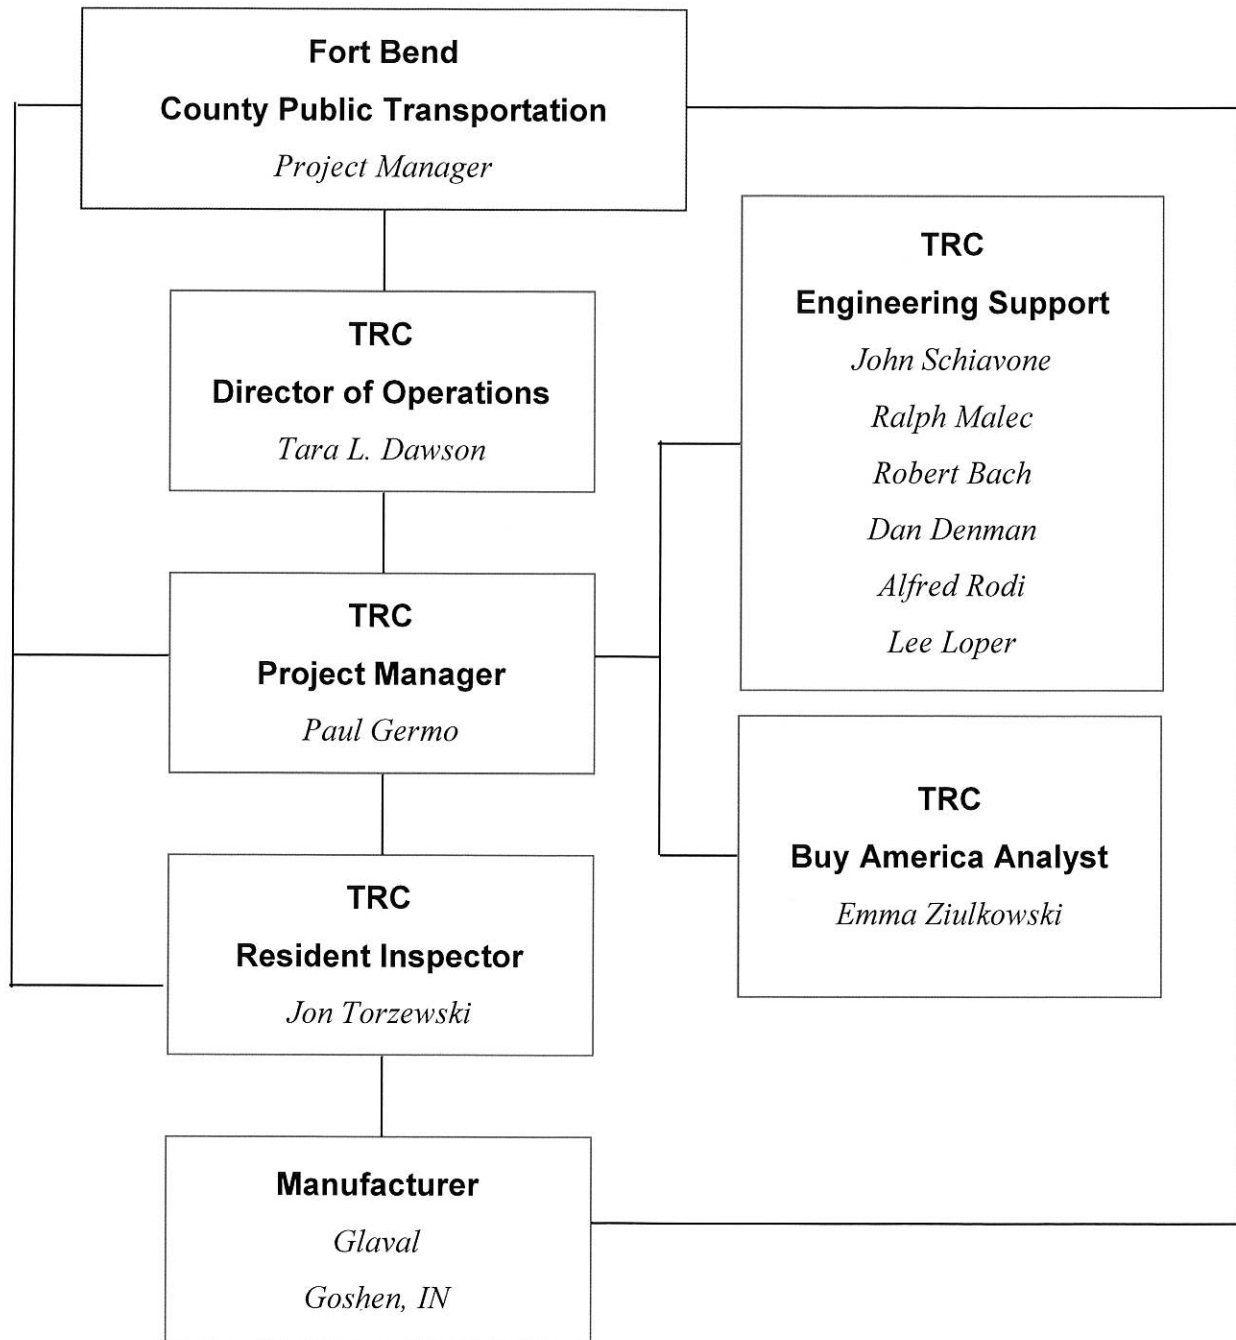 Fort Bend
County Public Transportation
Project Manager
TRC
Director of Operations
Tara L. Dawson
TRC
Project Manager
Paul Germo
TRC
Resident Inspector
Jon Torzewski
Manufacturer
Glaval
Goshen, IN
TRC
Engineering Support
John Schiavone
Ralph Malec
Robert Bach
Dan Denman
Alfred Rodi
Lee Loper
TRC
Buy America Analyst
Emma Ziulkowski